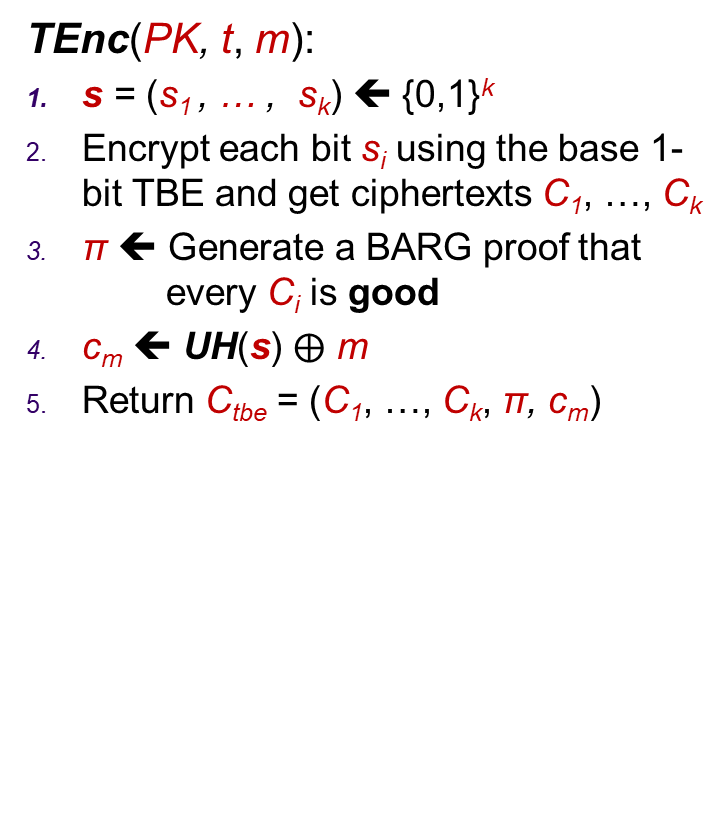 TEnc(PK, t, m):
1. s = (s1, …, sk) 🡸 {0,1}k
2. Encrypt each bit si using the base 1-
bit TBE and get ciphertexts C1, …, Ck
3. π 🡸 Generate a BARG proof that
every Ci is good
4. cm 🡸 UH(s) ⊕ m
5. Return Ctbe = (C1, …, Ck, π, cm)